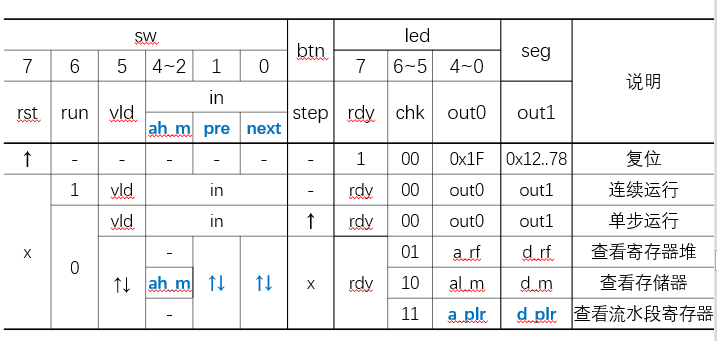 sw btn led seg 说明
7 6 5 4~2 1 0 7 6~5 4~0
rst run vld in step rdy chk out0 out1
ah_m pre next
↑ - - - - - - 1 00 0x1F 0x12..78 复位
x 1 vld in - rdy 00 out0 out1 连续运行
0 vld in ↑ rdy 00 out0 out1 单步运行
↑↓ - ↑↓ ↑↓ x rdy 01 a_rf d_rf 查看寄存器堆
ah_m 10 al_m d_m 查看存储器
- 11 a_plr d_plr 查看流水段寄存器